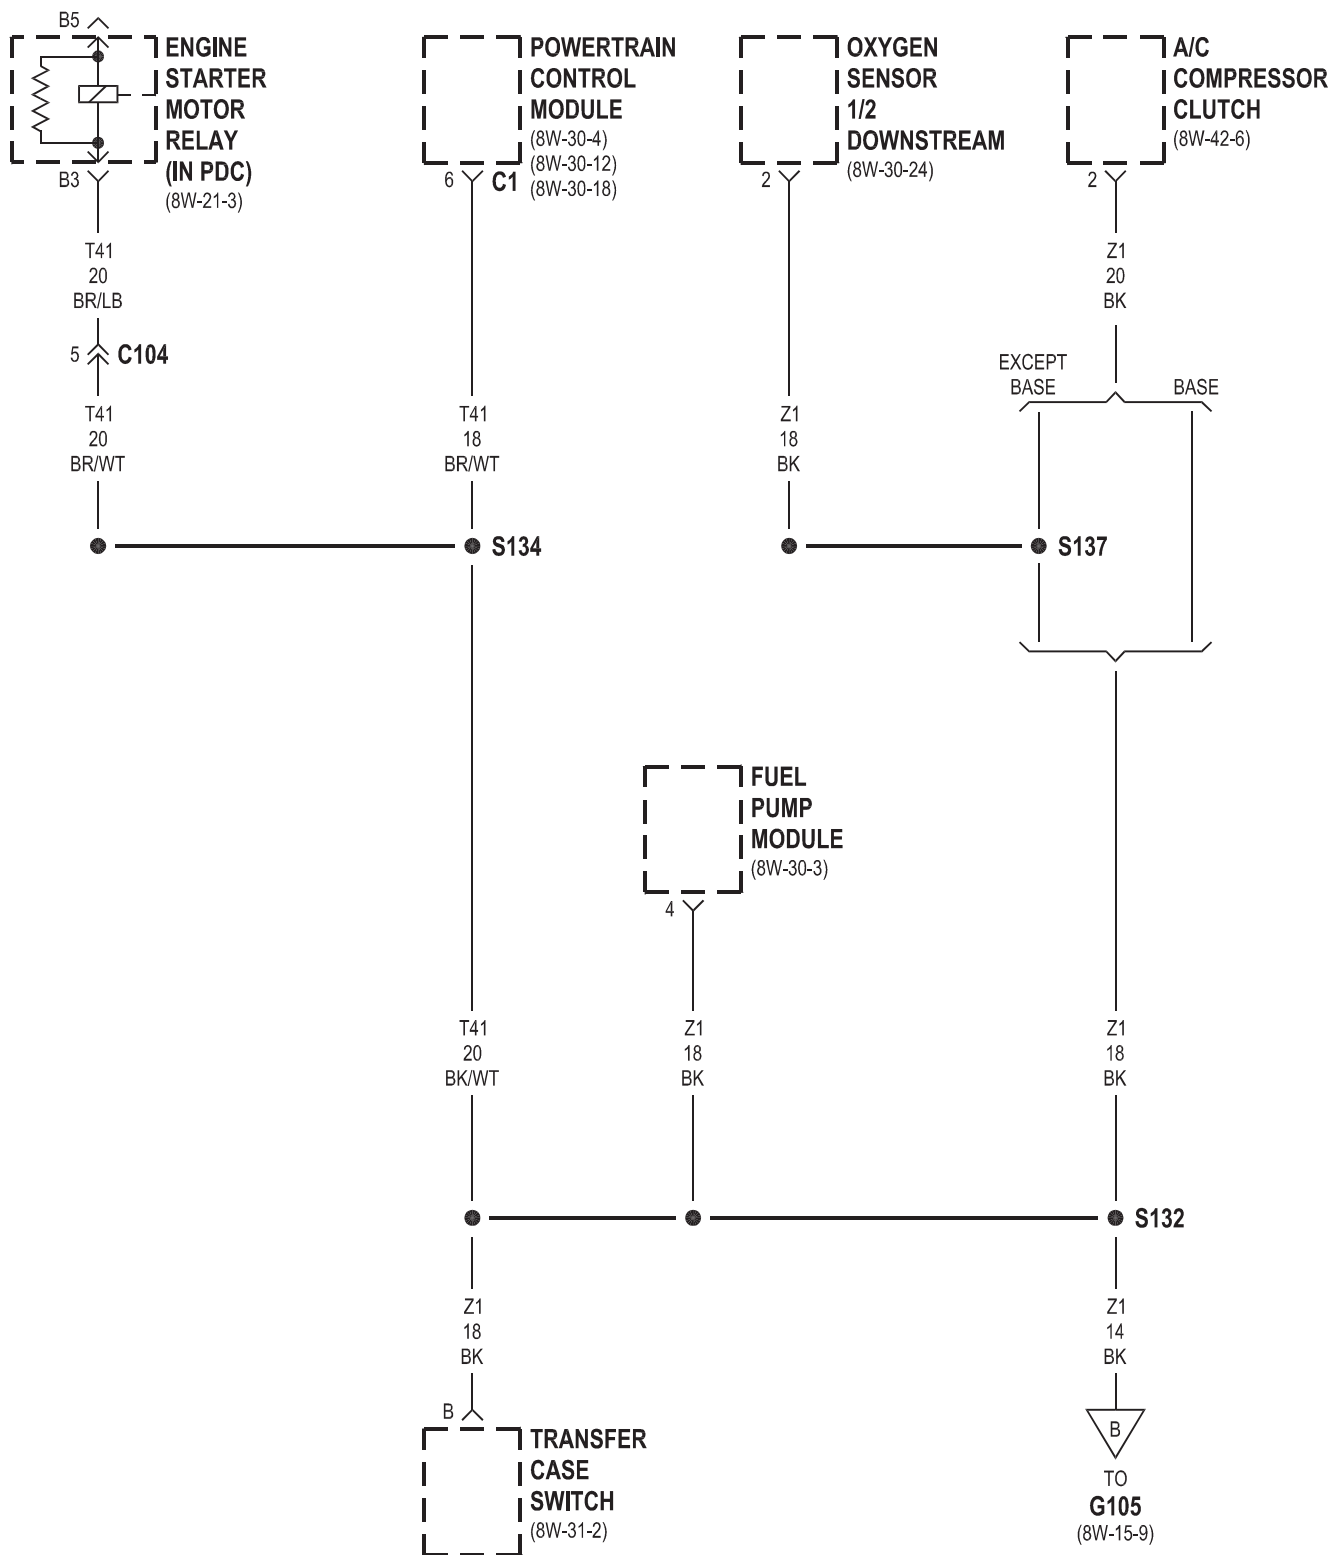 B5
ENGINE
STARTER
MOTOR
RELAY
(IN PDC)
(8W-21-3)
B3
T41
20
BR/LB
5
C104
T41
20
BR/WT
POWERTRAIN
CONTROL
MODULE
(8W-30-4)
(8W-30-12)
(8W-30-18)
6
C1
T41
18
BR/WT
S134
OXYGEN
SENSOR
1/2
DOWNSTREAM
(8W-30-24)
2
Z1
18
BK
A/C
COMPRESSOR
CLUTCH
(8W-42-6)
2
Z1
20
BK
EXCEPT
BASE
BASE
S137
FUEL
PUMP
MODULE
(8W-30-3)
4
T41
20
BK/WT
Z1
18
BK
Z1
18
BK
S132
Z1
18
BK
B
TRANSFER
CASE
SWITCH
(8W-31-2)
Z1
14
BK
B
TO
G105
(8W-15-9)